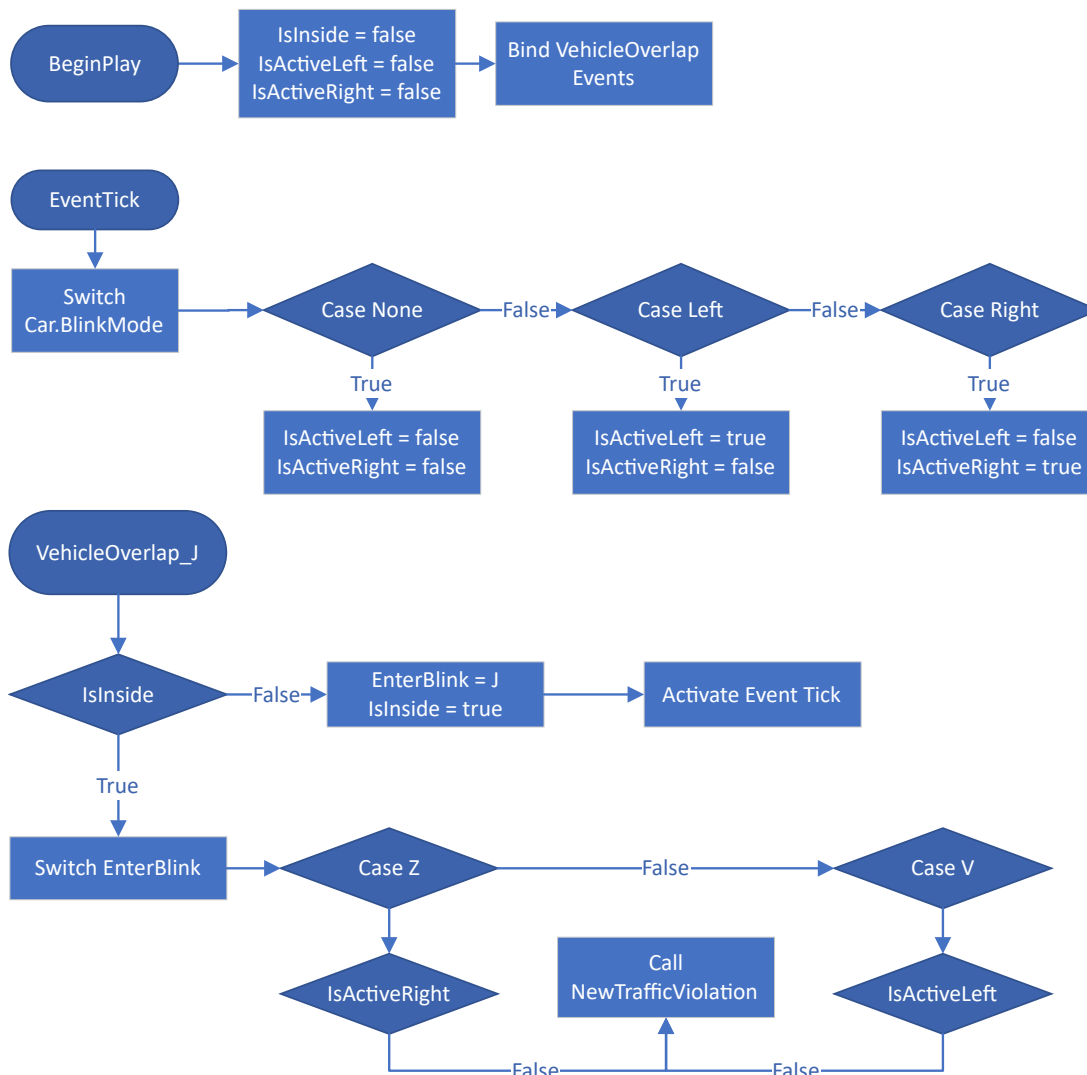 BeginPlay
IsInside = false
IsActiveLeft = false
IsActiveRight = false
Bind VehicleOverlap
Events
EventTick
Switch
Car.BlinkMode
Case None
False
Case Left
False
Case Right
True
True
True
IsActiveLeft = false
IsActiveRight = false
IsActiveLeft = true
IsActiveRight = false
IsActiveLeft = false
IsActiveRight = true
VehicleOverlap_J
IsInside
False
EnterBlink = J
IsInside = true
Activate Event Tick
True
Switch EnterBlink
Case Z
False
Case V
IsActiveRight
Call
NewTrafficViolation
IsActiveLeft
False
False